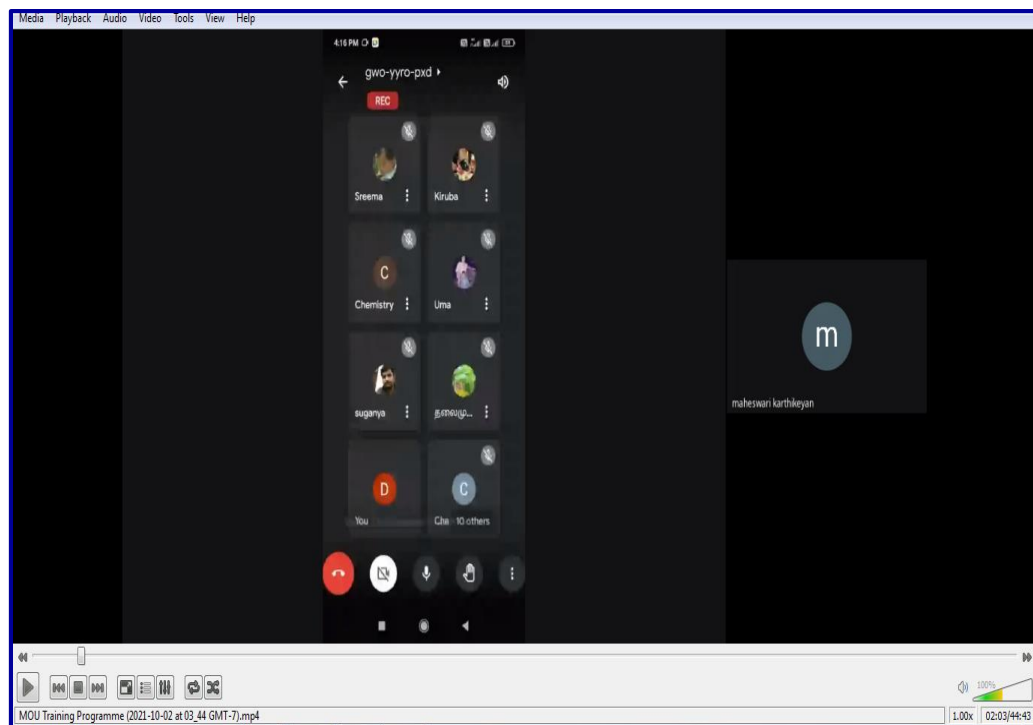 Media Playback Audio Video Tools View Help
4:16 PM
gwo-yyro-pxd
REC
Sreema Kiruba
C
Chemistry Uma
suganya தலைமு...
D C
You Che 10 others
m
maheswari karthikeyan
100%
MOU Training Programme (2021-10-02 at 03_44 GMT-7).mp4 1.00x 02:03/44:43